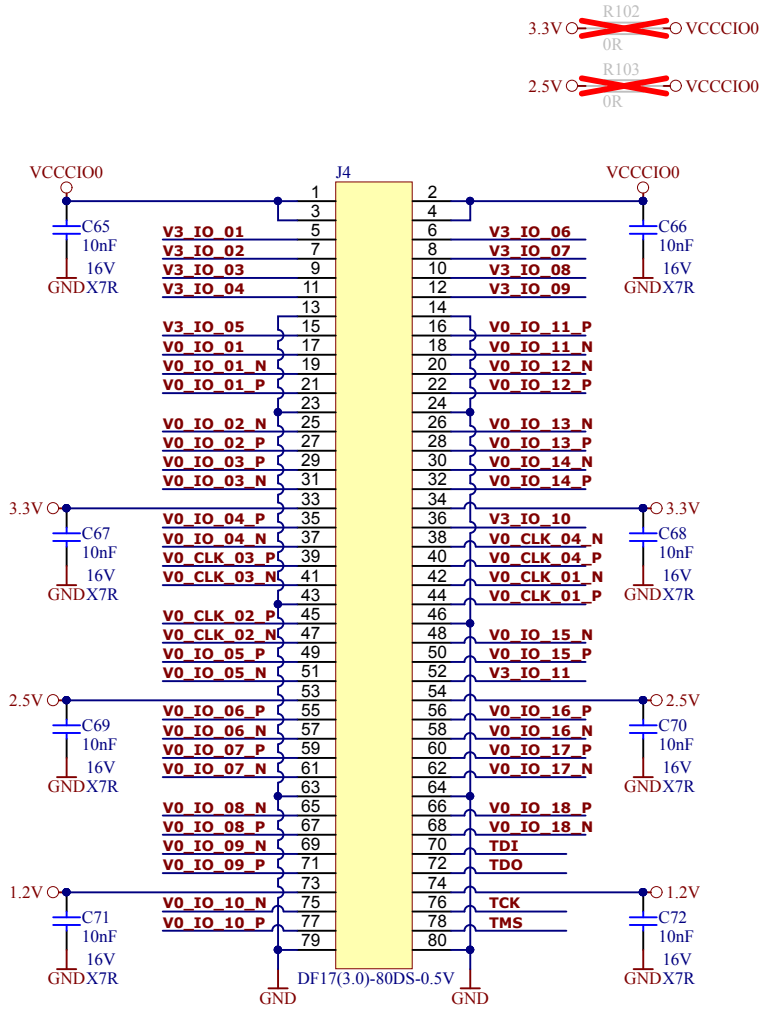 R102
3.3V VCCCIO0
0R
R103
2.5V VCCCIO0
0R
VCCCIO0 J4 VCCCIO0
1 2
3 4
C65 C66
10nF 10nF
16V 16V
GND X7R GND X7R
V3_IO_01 5 6 V3_IO_06
V3_IO_02 7 8 V3_IO_07
V3_IO_03 9 10 V3_IO_08
V3_IO_04 11 12 V3_IO_09
13 14
V3_IO_05 15 16 V0_IO_11_P
V0_IO_01 17 18 V0_IO_11_N
V0_IO_01_N 19 20 V0_IO_12_N
V0_IO_01_P 21 22 V0_IO_12_P
23 24
V0_IO_02_N 25 26 V0_IO_13_N
V0_IO_02_P 27 28 V0_IO_13_P
V0_IO_03_P 29 30 V0_IO_14_N
V0_IO_03_N 31 32 V0_IO_14_P
3.3V 33 34 3.3V
C67 C68
10nF 10nF
16V 16V
GND X7R GND X7R
V0_IO_04_P 35 36 V3_IO_10
V0_IO_04_N 37 38 V0_CLK_04_N
V0_CLK_03_P 39 40 V0_CLK_04_P
V0_CLK_03_N 41 42 V0_CLK_01_N
43 44 V0_CLK_01_P
V0_CLK_02_P 45 46
V0_CLK_02_N 47 48 V0_IO_15_N
V0_IO_05_P 49 50 V0_IO_15_P
V0_IO_05_N 51 52 V3_IO_11
2.5V 53 54 2.5V
C69 C70
10nF 10nF
16V 16V
GND X7R GND X7R
V0_IO_06_P 55 56 V0_IO_16_P
V0_IO_06_N 57 58 V0_IO_16_N
V0_IO_07_P 59 60 V0_IO_17_P
V0_IO_07_N 61 62 V0_IO_17_N
63 64
V0_IO_08_N 65 66 V0_IO_18_P
V0_IO_08_P 67 68 V0_IO_18_N
V0_IO_09_N 69 70 TDI
V0_IO_09_P 71 72 TDO
1.2V 73 74 1.2V
C71 C72
10nF 10nF
16V 16V
GND X7R GND X7R
V0_IO_10_N 75 76 TCK
V0_IO_10_P 77 78 TMS
79 80
DF17(3.0)-80DS-0.5V
GND GND